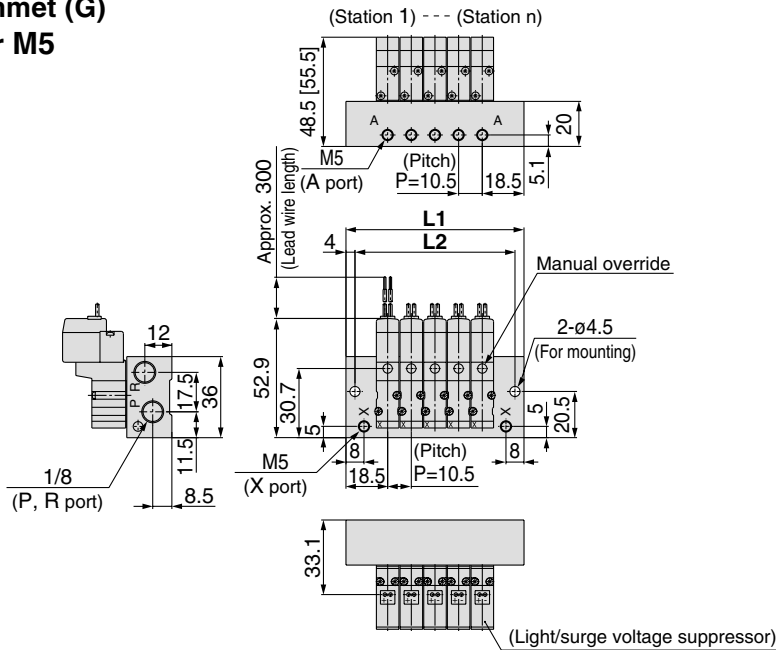 mmet (G)
r M5
(Station 1) --- (Station n)
48.5 [55.5]
A
A
20
5.1
M5
(A port)
(Pitch)
P=10.5
18.5
Approx. 300
(Lead wire length)
L1
L2
4
Manual override
2-ø4.5
(For mounting)
12
17.5
36
11.5
R
P
1/8
(P, R port)
8.5
52.9
30.7
5
X
X
5
20.5
M5
(X port)
8
18.5
(Pitch)
P=10.5
8
33.1
(Light/surge voltage suppressor)